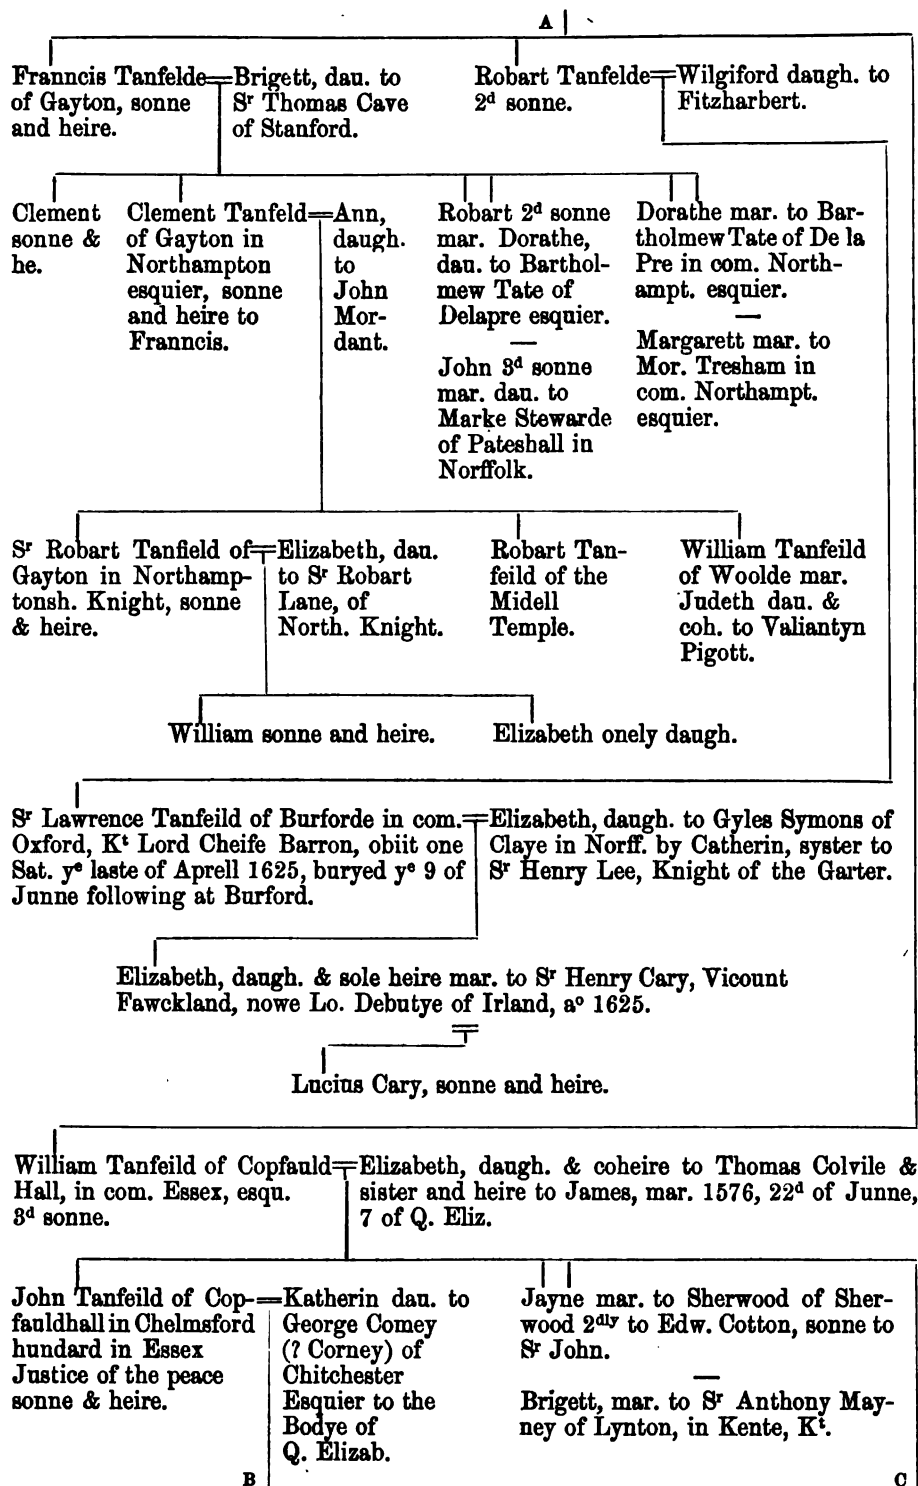 A
Franncis Tanfelde
of Gayton, sonne
and heire.
Brigett, dau. to
Sr Thomas Cave
of Stanford.
Robart Tanfelde
2d sonne.
Wilgiford daugh. to
Fitzharbert.
Clement
sonne &
he.
Clement Tanfeld
of Gayton in
Northampton
esquier, sonne
and heire to
Franncis.
Ann,
daugh.
to
John
Mor-
dant.
Robart 2d sonne
mar. Dorathe,
dau. to Barthol-
mew Tate of
Delapre esquier.
—
John 3d sonne
mar. dau. to
Marke Stewarde
of Pateshall in
Norffolk.
Dorathe mar. to Bar-
tholmew Tate of De la
Pre in com. North-
ampt. esquier.
—
Margarett mar. to
Mor. Tresham in
com. Northampt.
esquier.
Sr Robart Tanfield of
Gayton in Northamp-
tonsh. Knight, sonne
& heire.
Elizabeth, dau.
to Sr Robart
Lane, of
North. Knight.
Robart Tan-
feild of the
Midell
Temple.
William Tanfeild
of Woolde mar.
Judeth dau. &
coh. to Valiantyn
Pigott.
William sonne and heire.
Elizabeth onely daugh.
Sr Lawrence Tanfeild of Burforde in com.
Oxford, Kt Lord Cheife Barron, obiit one
Sat. ye laste of Aprell 1625, buryed ye 9 of
Junne following at Burford.
Elizabeth, daugh. to Gyles Symons of
Claye in Norff. by Catherin, syster to
Sr Henry Lee, Knight of the Garter.
Elizabeth, daugh. & sole heire mar. to Sr Henry Cary, Vicount
Fawckland, nowe Lo. Debutye of Irland, ao 1625.
Lucius Cary, sonne and heire.
William Tanfeild of Copfauld
Hall, in com. Essex, esqu.
3d sonne.
Elizabeth, daugh. & coheire to Thomas Colvile &
sister and heire to James, mar. 1576, 22d of Junne,
7 of Q. Eliz.
John Tanfeild of Cop-
fauldhall in Chelmsford
hundard in Essex
Justice of the peace
sonne & heire.
Katherin dau. to
George Comey
(? Corney) of
Chitchester
Esquier to the
Bodye of
Q. Elizab.
Jayne mar. to Sherwood of Sher-
wood 2dly to Edw. Cotton, sonne to
Sr John.
—
Brigett, mar. to Sr Anthony May-
ney of Lynton, in Kente, Kt.
B
C